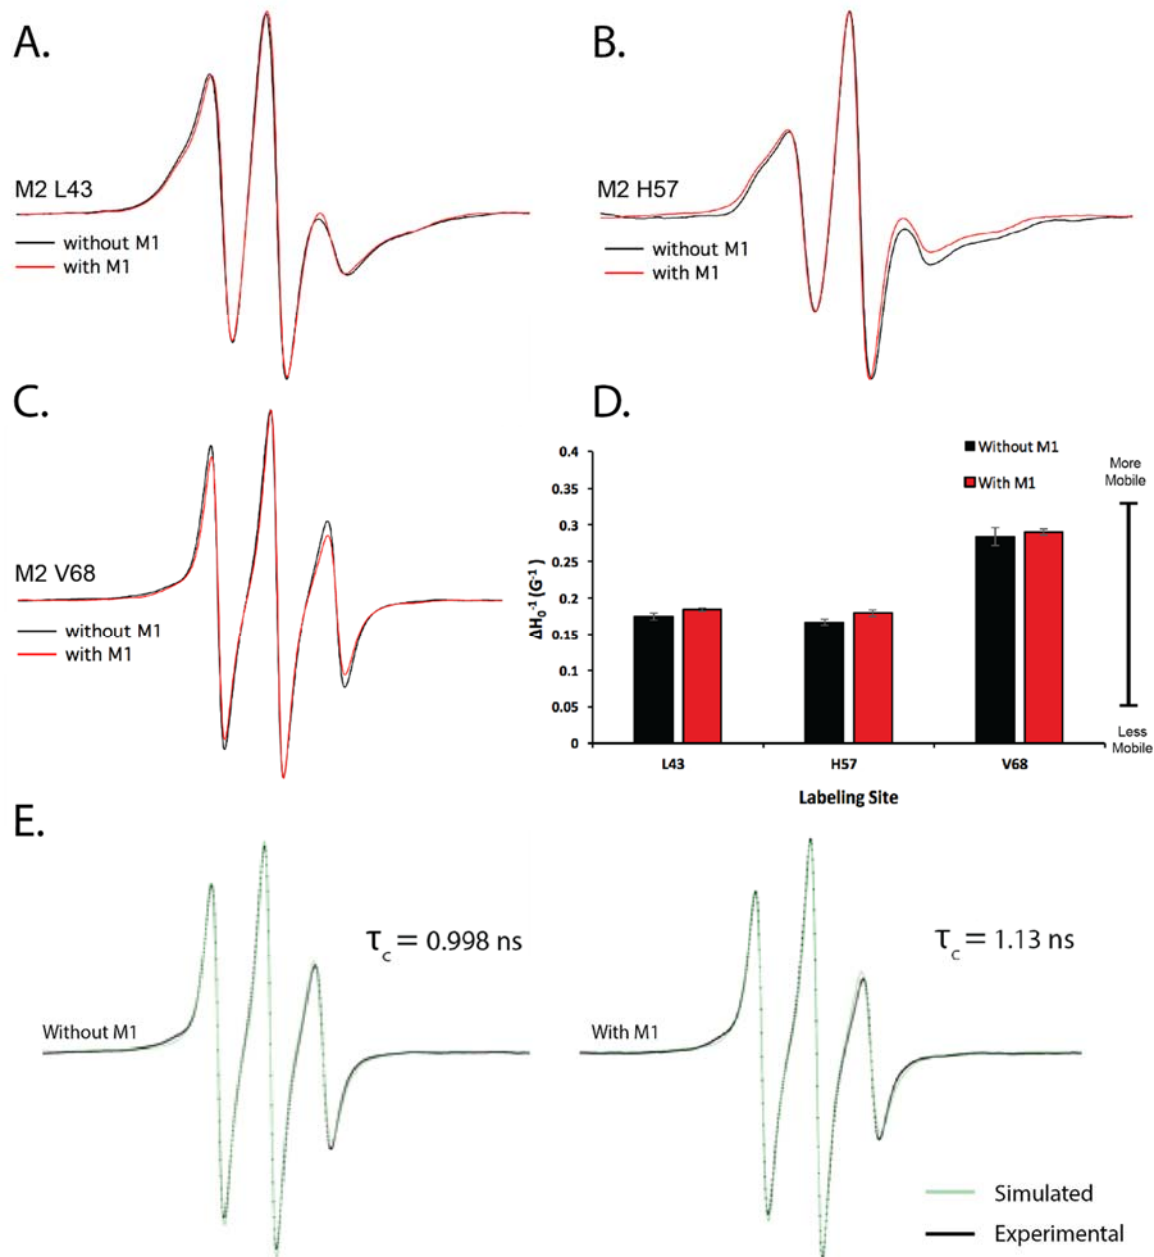 A.
M2 L43
without M1
with M1
B.
M2 H57
without M1
with M1
C.
M2 V68
without M1
with M1
D.
Without M1
With M1
More
Mobile
Less
Mobile
0.4
0.35
0.3
0.25
0.2
0.15
0.1
0.05
0
ΔH₀⁻¹ (G⁻¹)
L43 H57 V68
Labeling Site
E.
τc = 0.998 ns
Without M1
τc = 1.13 ns
With M1
Simulated
Experimental